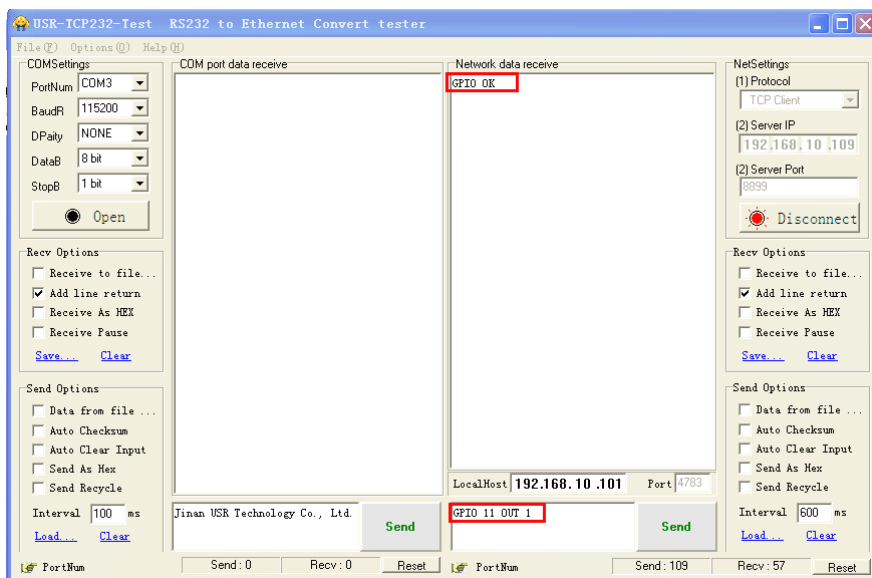 USR-TCP232-Test RS232 to Ethernet Convert tester
File(F) Options(O) Help(H)
COMSettings
PortNum COM3
BaudR 115200
DPaity NONE
DataB 8 bit
StopB 1 bit
Open
Recv Options
Receive to file...
Add line return
Receive As HEX
Receive Pause
Save... Clear
Send Options
Data from file ...
Auto Checksum
Auto Clear Input
Send As Hex
Send Recycle
Interval 100 ms
Load... Clear
PortNum
COM port data receive
Jinan USR Technology Co., Ltd.
Send
Send : 0 Recv : 0 Reset
Network data receive
GPIO OK
LocalHost 192.168.10.101 Port 4783
GPIO 11 OUT 1
Send
PortNum
Send : 109 Recv : 57 Reset
NetSettings
(1) Protocol
TCP Client
(2) Server IP
192.168.10.109
(2) Server Port
8899
Disconnect
Recv Options
Receive to file...
Add line return
Receive As HEX
Receive Pause
Save... Clear
Send Options
Data from file ...
Auto Checksum
Auto Clear Input
Send As Hex
Send Recycle
Interval 600 ms
Load... Clear